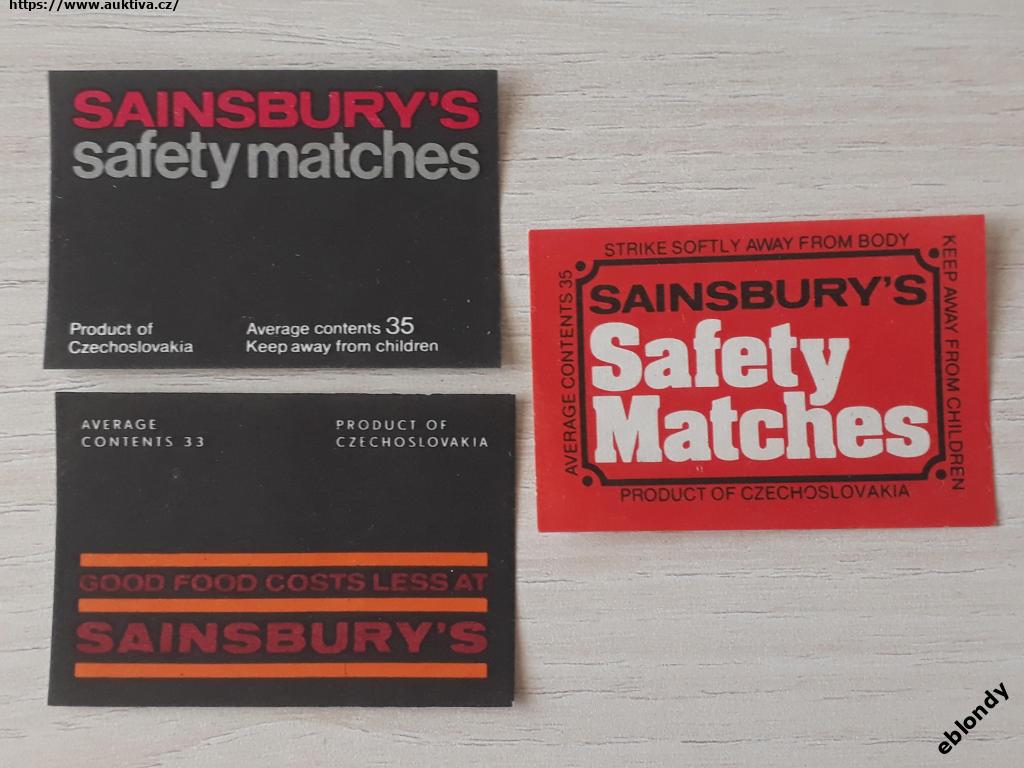 https://www.auktiva.cz/
SAINSBURY'S
safety matches
Product of
Czechoslovakia
Average contents 35
Keep away from children
AVERAGE
CONTENTS 33
PRODUCT OF
CZECHOSLOVAKIA
GOOD FOOD COSTS LESS AT
SAINSBURY'S
STRIKE SOFTLY AWAY FROM BODY
AVERAGE CONTENTS 35
SAINSBURY'S
Safety
Matches
KEEP AWAY FROM CHILDREN
PRODUCT OF CZECHOSLOVAKIA
eblondy